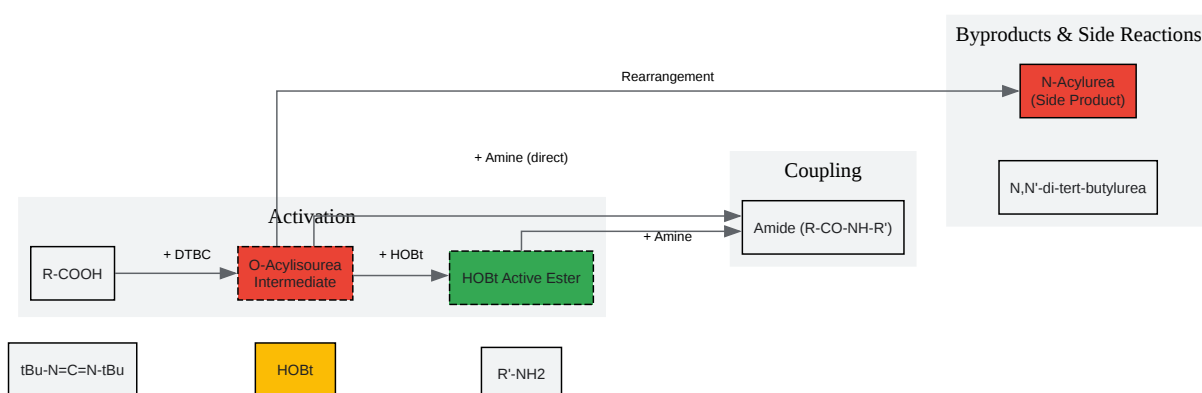 Byproducts & Side Reactions
Rearrangement
N-Acylurea
(Side Product)
+ Amine (direct)
Coupling
N,N'-di-tert-butylurea
Activation
Amide (R-CO-NH-R')
+ Amine
+ DTBC
+ HOBt
R-COOH
O-Acylisourea
Intermediate
HOBt Active Ester
tBu-N=C=N-tBu
HOBt
R'-NH2